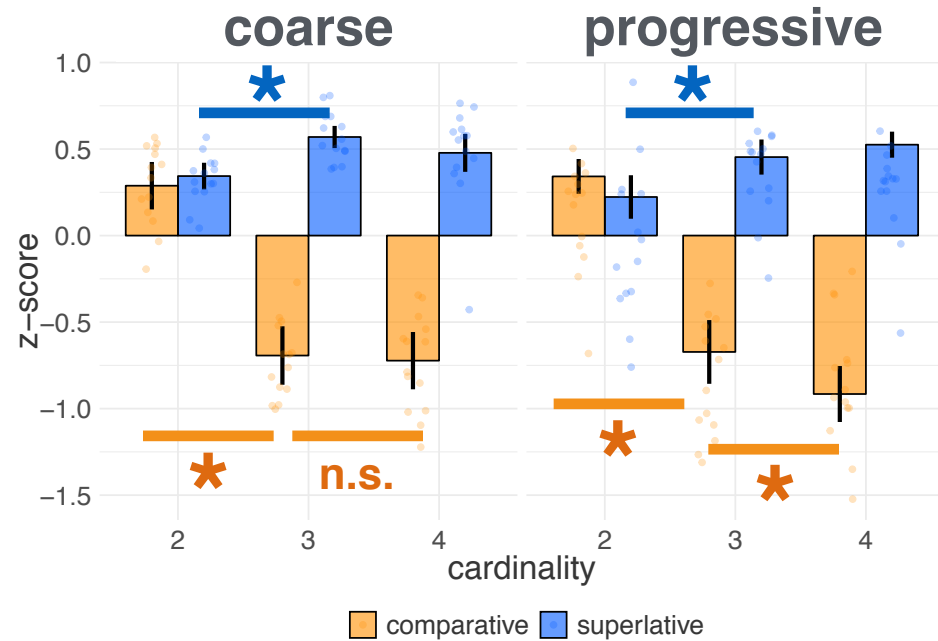 coarse progressive
*
*
1.0
0.5
0.0
−0.5
−1.0
−1.5
z−score
*
n.s.
*
*
2 3 4 2 3 4
cardinality
comparative superlative